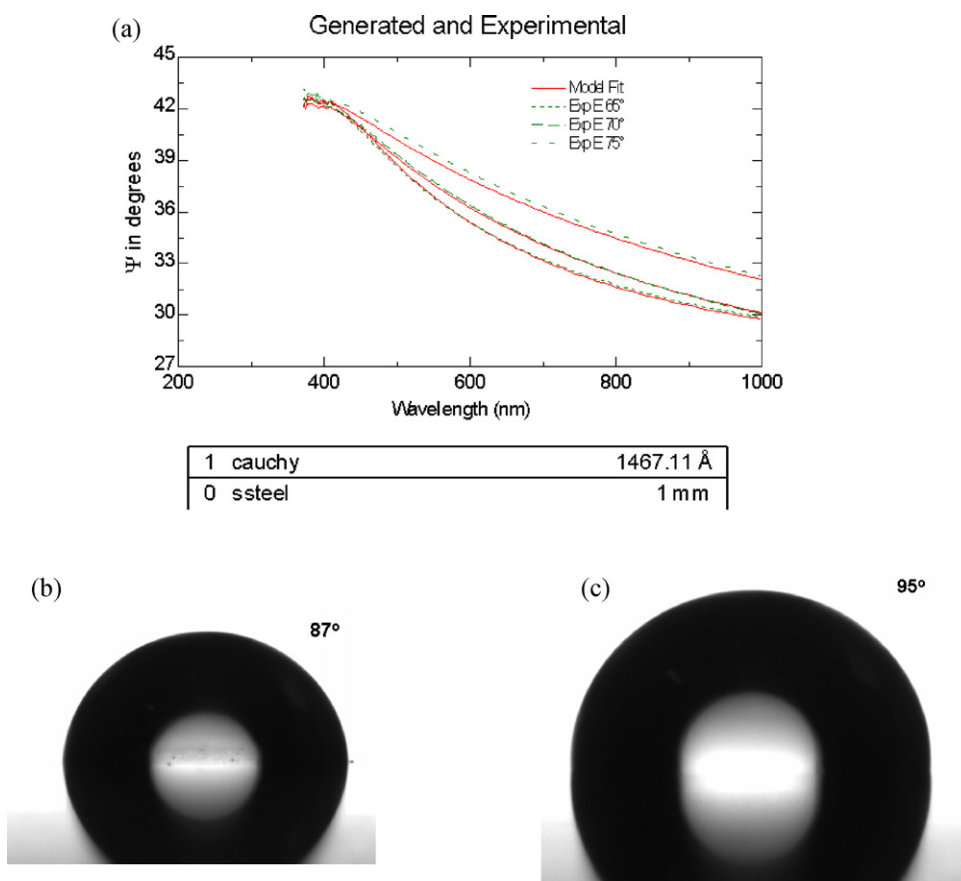 (a)
Generated and Experimental
45
42
39
36
33
30
27
Ψ in degrees
Model Fit
Exp E 65°
Exp E 70°
Exp E 75°
200
400
600
800
1000
Wavelength (nm)
1 cauchy 1467.11 Å
0 ssteel 1 mm
(b)
87°
(c)
95°